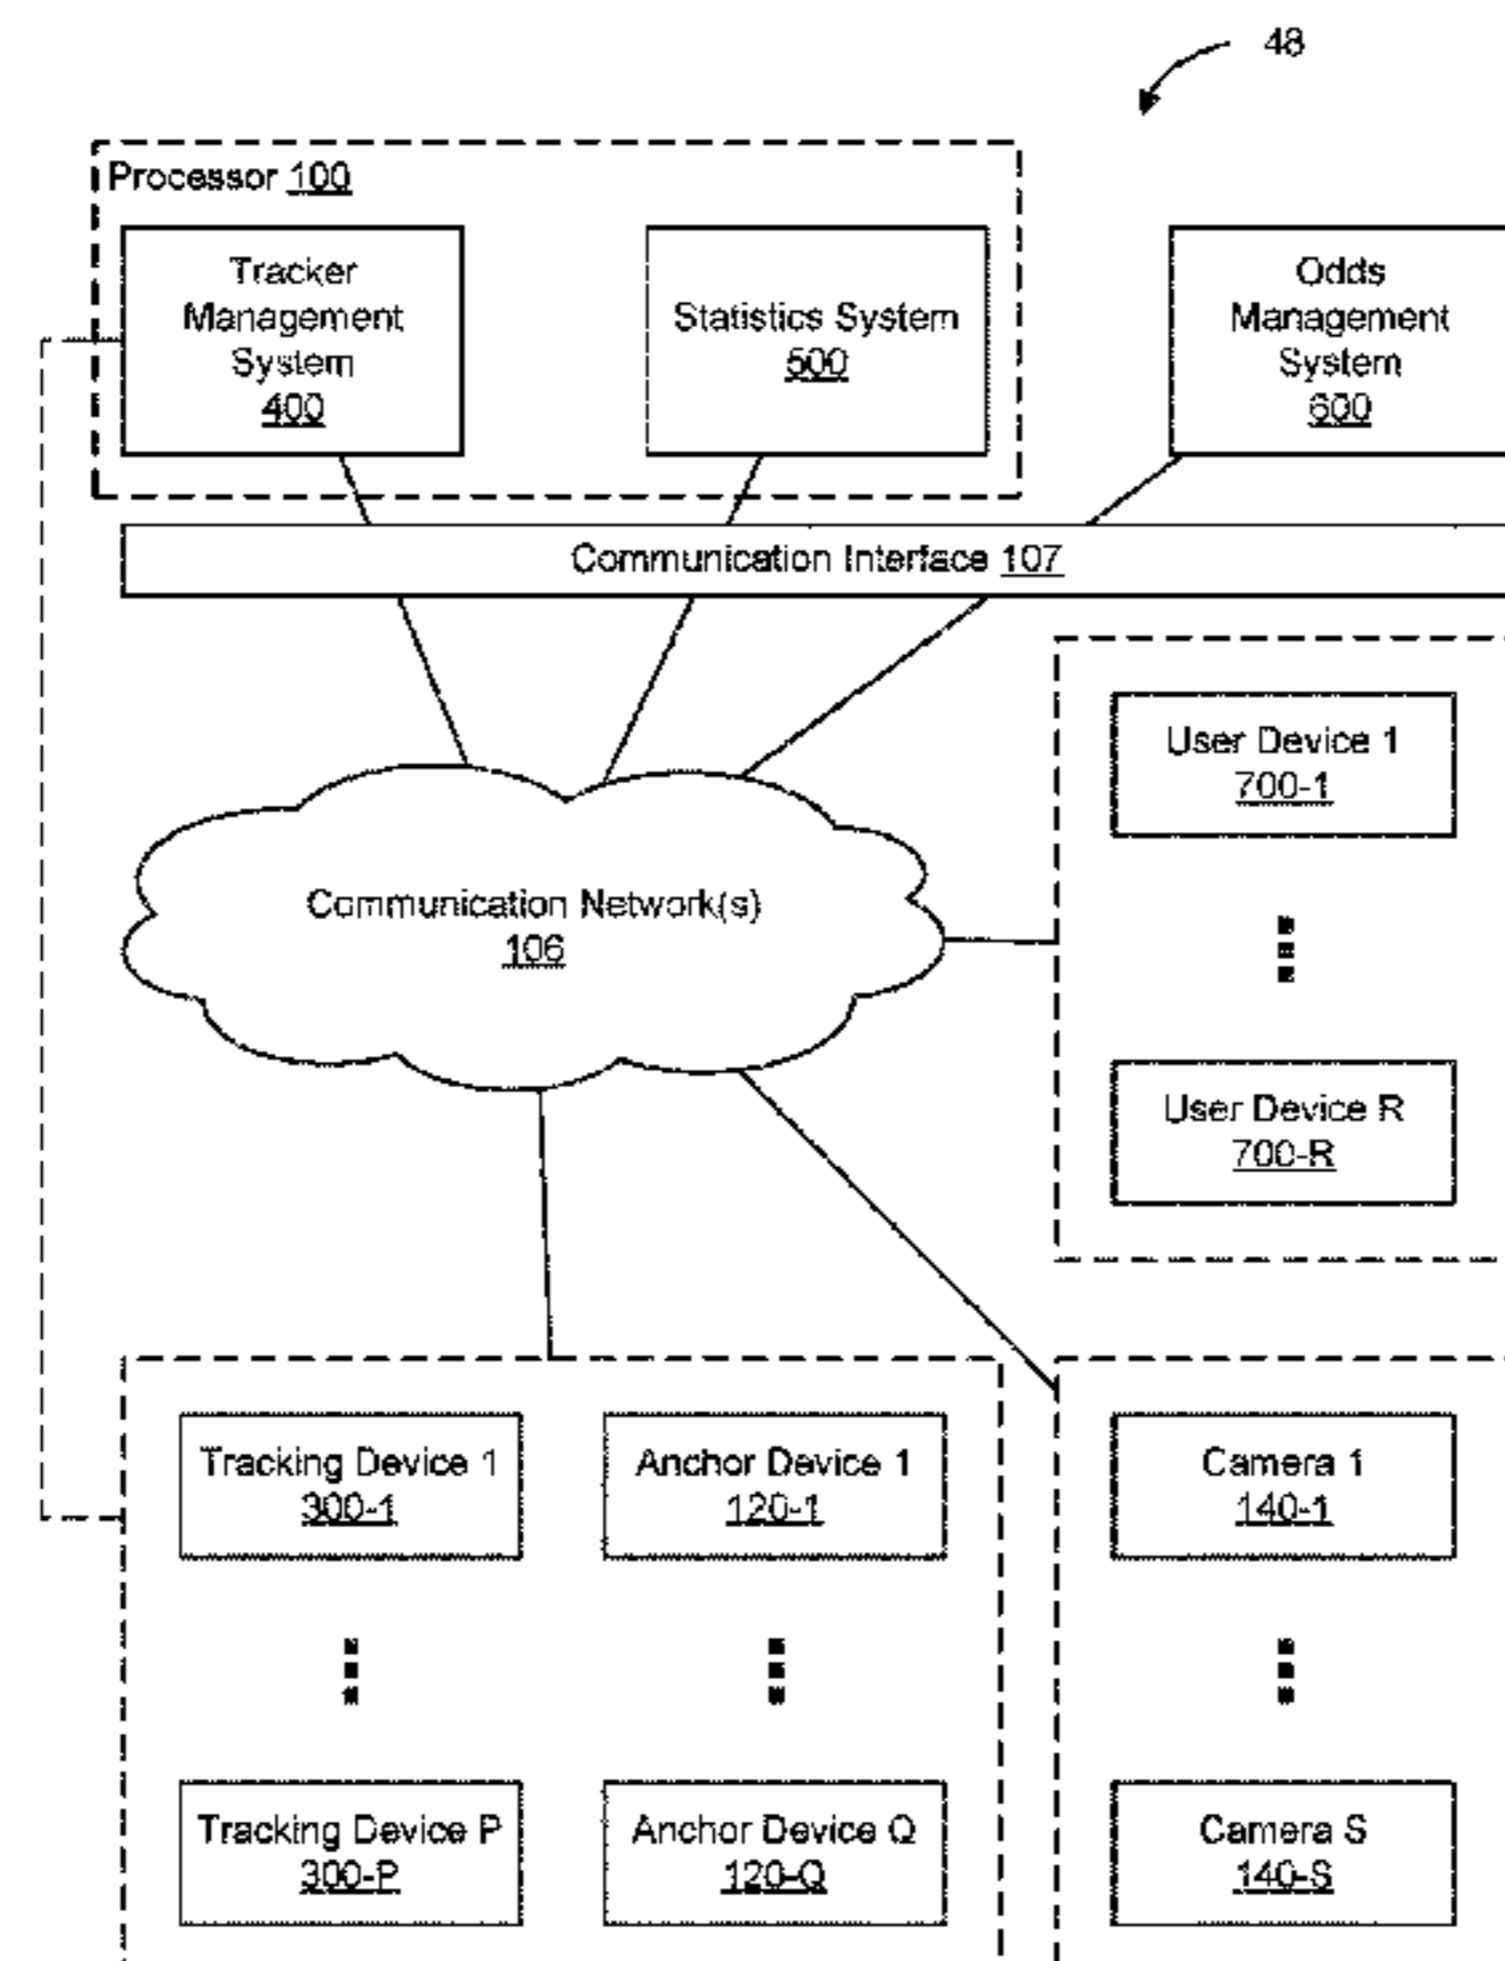 48
Processor 100
Tracker
Management
System
400
Statistics System
500
Odds
Management
System
600
Communication Interface 107
User Device 1
700-1
Communication Network(s)
106
User Device R
700-R
Tracking Device 1
300-1
Anchor Device 1
120-1
Camera 1
140-1
Tracking Device P
300-P
Anchor Device Q
120-Q
Camera S
140-S